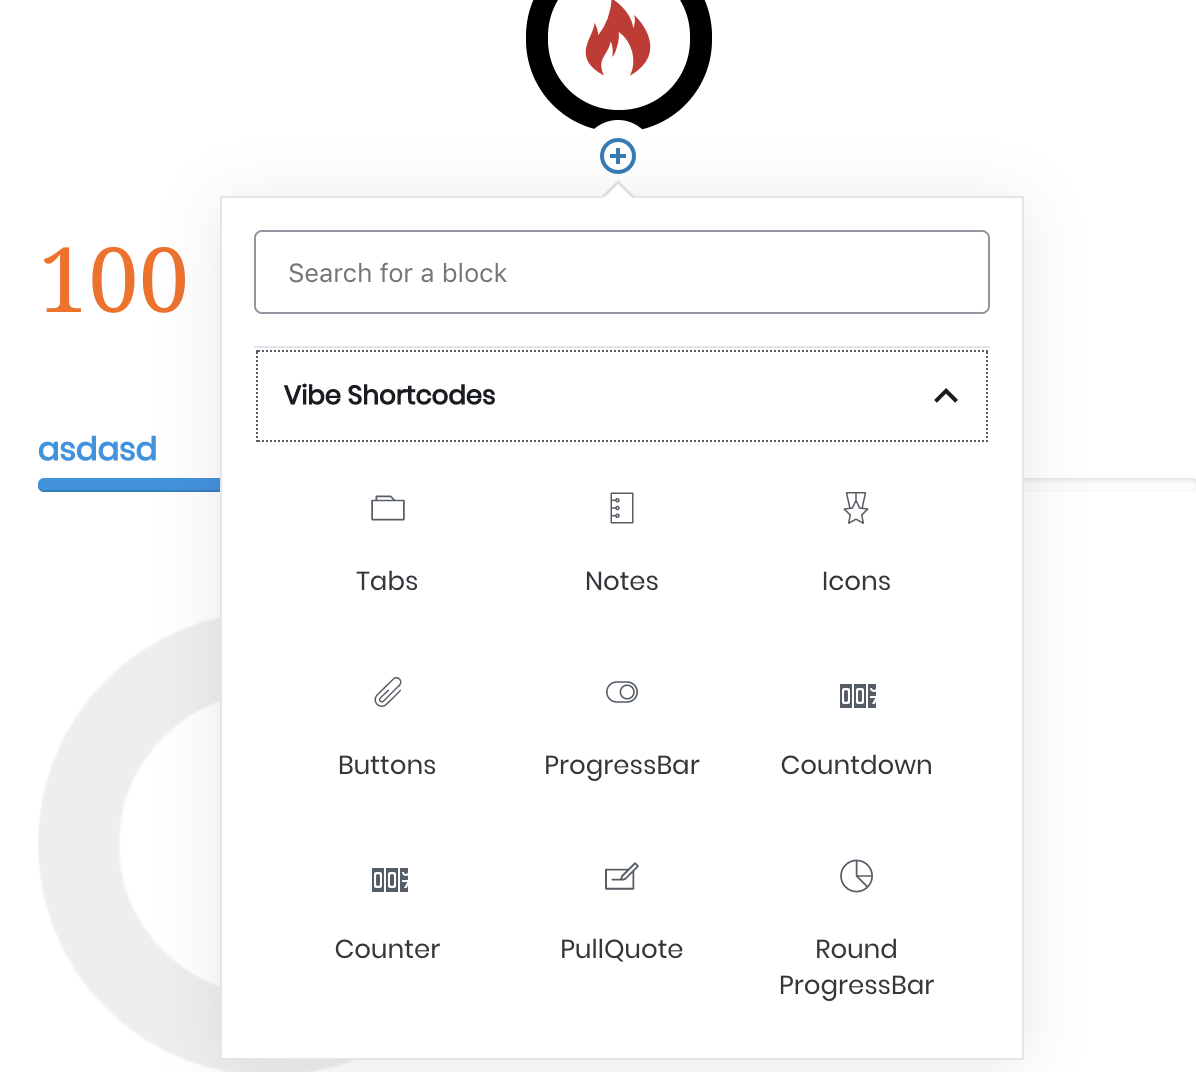 100
asdasd
Search for a block
Vibe Shortcodes
Tabs
Notes
Icons
Buttons
ProgressBar
Countdown
Counter
PullQuote
Round
ProgressBar